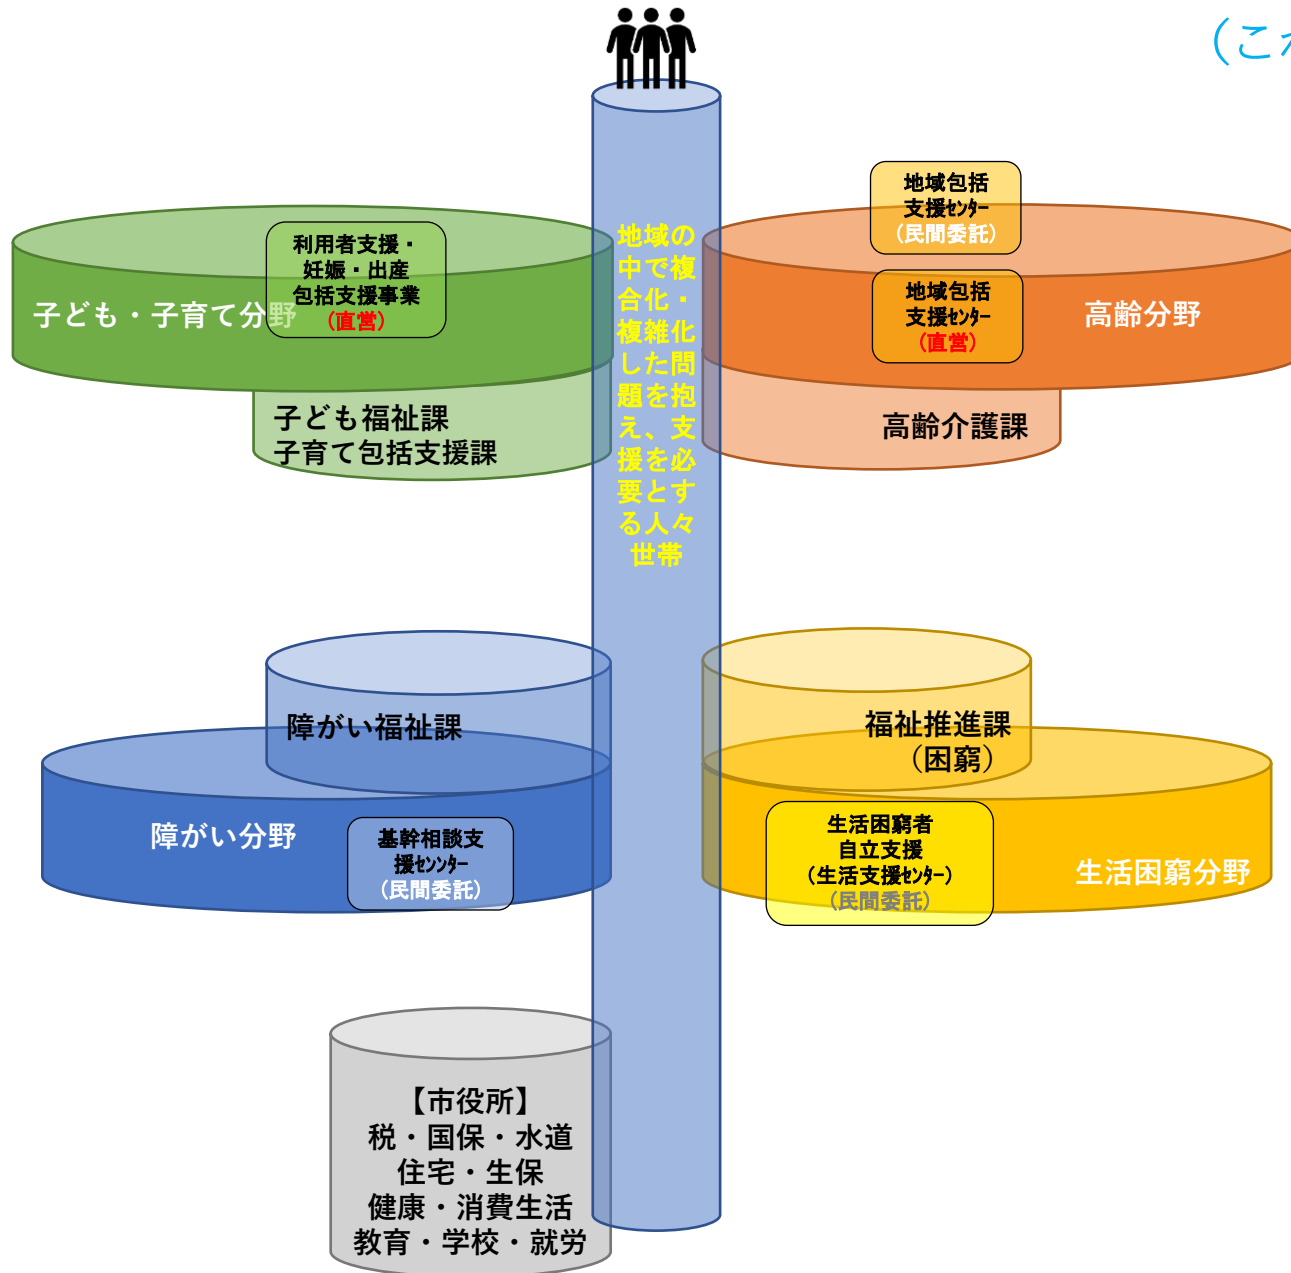 （こ
地域包括
支援ｾﾝﾀｰ
（民間委託）
利用者支援・
妊娠・出産
包括支援事業
（直営）
子ども・子育て分野
地域の
中で複
合化・
複雑化
した問
題を抱
え、支
援を必
要とす
る人々
世帯
地域包括
支援ｾﾝﾀｰ
（直営）
高齢分野
子ども福祉課
子育て包括支援課
高齢介護課
障がい福祉課
福祉推進課
（困窮）
障がい分野
基幹相談支
援ｾﾝﾝﾀｰ
（民間委託）
生活困窮者
自立支援
（生活支援ｾﾝﾀｰ）
（民間委託）
生活困窮分野
【市役所】
税・国保・水道
住宅・生保
健康・消費生活
教育・学校・就労